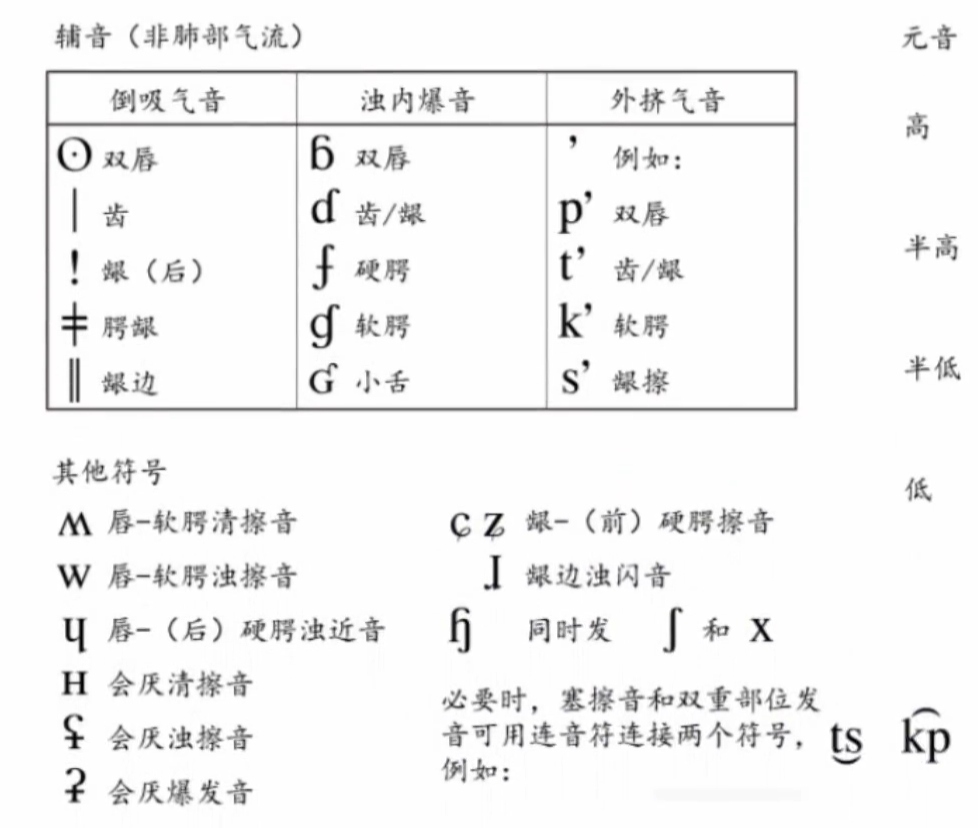 辅音（非肺部气流） 元音
倒吸气音 浊内爆音 外挤气音
ʘ 双唇 ɓ 双唇 ʼ 例如： 高
| 齿 ɗ 齿/龈 pʼ 双唇
! 龈（后） ʄ 硬腭 tʼ 齿/龈 半高
ǂ 腭龈 ɠ 软腭 kʼ 软腭
‖ 龈边 ʛ 小舌 sʼ 龈擦 半低
其他符号 低
ʍ 唇-软腭清擦音 ɕ ʑ 龈-（前）硬腭擦音
w 唇-软腭浊擦音 ɺ 龈边浊闪音
ɥ 唇-（后）硬腭浊近音 ɧ 同时发 ʃ 和 x
ʜ 会厌清擦音
ʢ 会厌浊擦音
ʡ 会厌爆发音
必要时，塞擦音和双重部位发
音可用连音符连接两个符号， t͜s k͡p
例如：